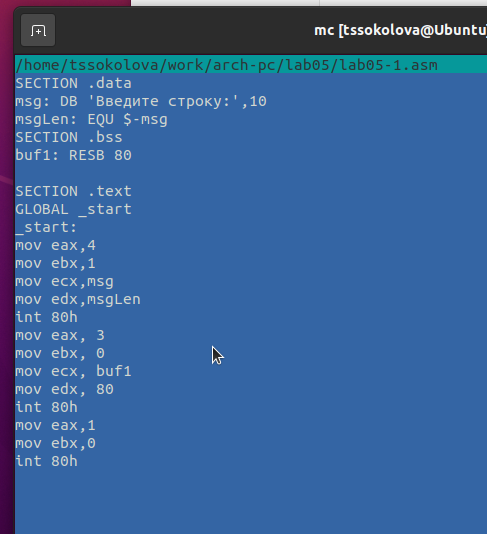 mc [tssokolova@Ubuntu
/home/tssokolova/work/arch-pc/lab05/lab05-1.asm
SECTION .data
msg: DB 'Введите строку:',10
msgLen: EQU $-msg
SECTION .bss
buf1: RESB 80

SECTION .text
GLOBAL _start
_start:
mov eax,4
mov ebx,1
mov ecx,msg
mov edx,msgLen
int 80h
mov eax, 3
mov ebx, 0
mov ecx, buf1
mov edx, 80
int 80h
mov eax,1
mov ebx,0
int 80h